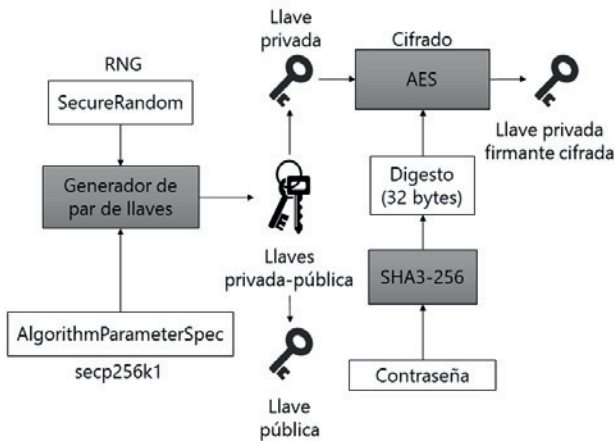 RNG
SecureRandom
Generador de
par de llaves
AlgorithmParameterSpec
secp256k1
Llave
privada
Llaves
privada-pública
Llave
pública
Cifrado
AES
Digesto
(32 bytes)
SHA3-256
Contraseña
Llave privada
firmante cifrada